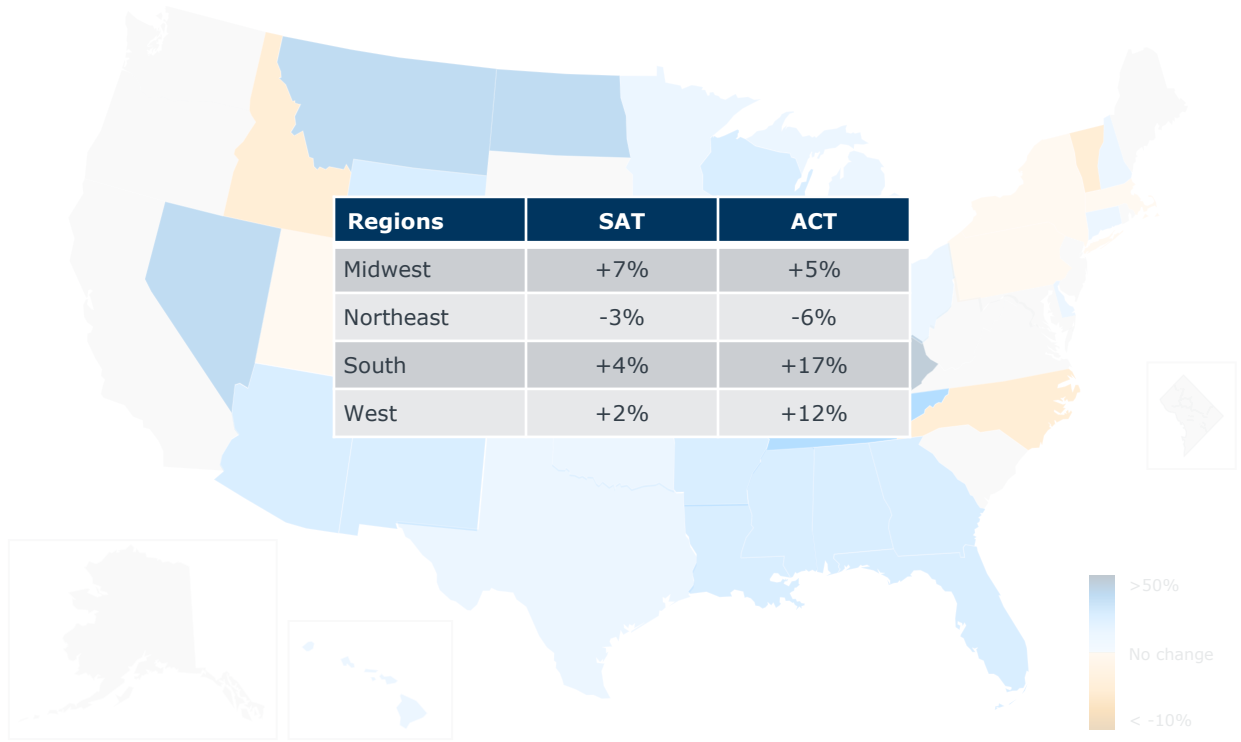 Regions SAT ACT
Midwest +7% +5%
Northeast -3% -6%
South +4% +17%
West +2% +12%
>50%
No change
< -10%